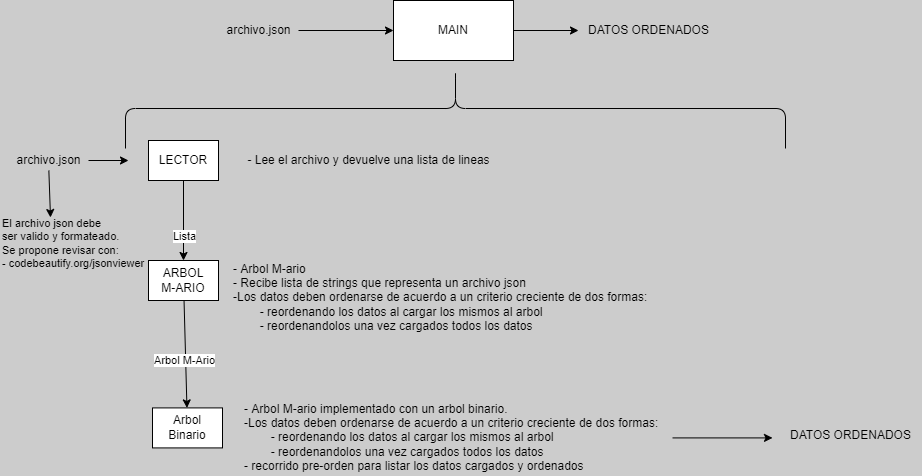 archivo.json
MAIN
DATOS ORDENADOS
archivo.json
LECTOR
- Lee el archivo y devuelve una lista de lineas
El archivo json debe
ser valido y formateado.
Se propone revisar con:
- codebeautify.org/jsonviewer
Lista
ARBOL
M-ARIO
- Arbol M-ario
- Recibe lista de strings que representa un archivo json
-Los datos deben ordenarse de acuerdo a un criterio creciente de dos formas:
- reordenando los datos al cargar los mismos al arbol
- reordenandolos una vez cargados todos los datos
Arbol M-Ario
Arbol
Binario
- Arbol M-ario implementado con un arbol binario.
-Los datos deben ordenarse de acuerdo a un criterio creciente de dos formas:
- reordenando los datos al cargar los mismos al arbol
- reordenandolos una vez cargados todos los datos
- recorrido pre-orden para listar los datos cargados y ordenados
DATOS ORDENADOS